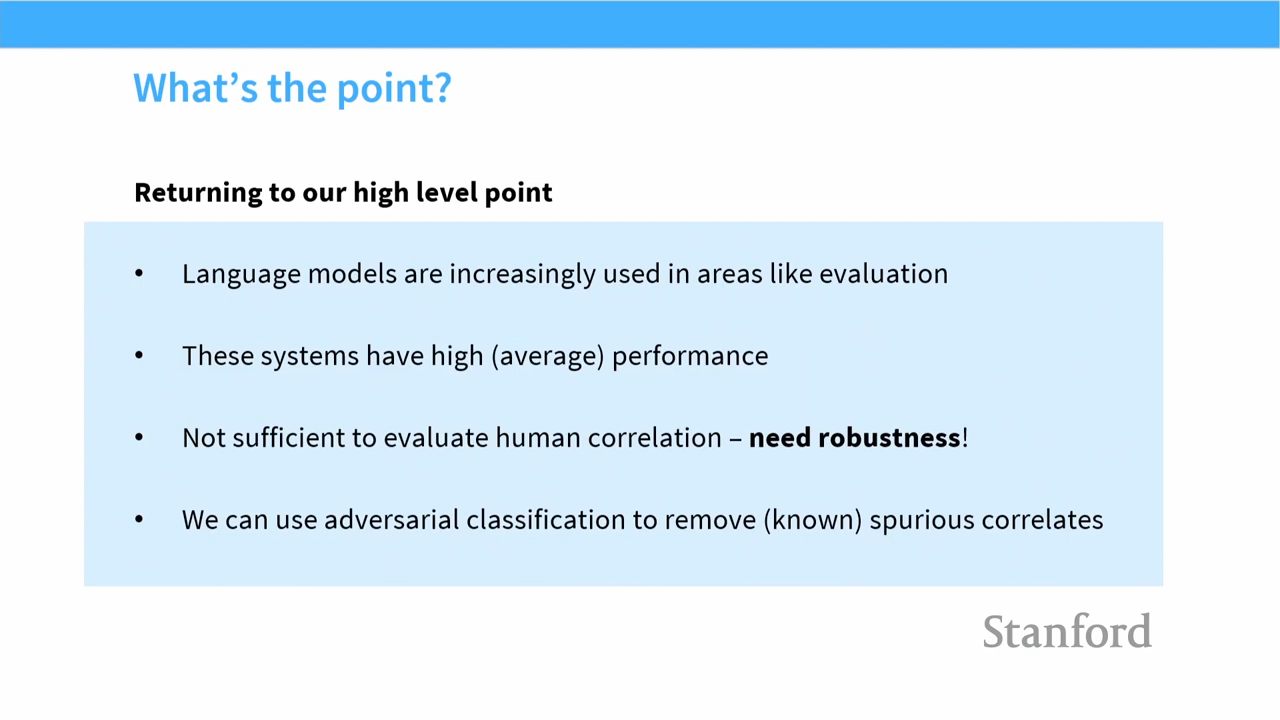 What’s the point?
Returning to our high level point
• Language models are increasingly used in areas like evaluation
• These systems have high (average) performance
• Not sufficient to evaluate human correlation – need robustness!
• We can use adversarial classification to remove (known) spurious correlates
Stanford